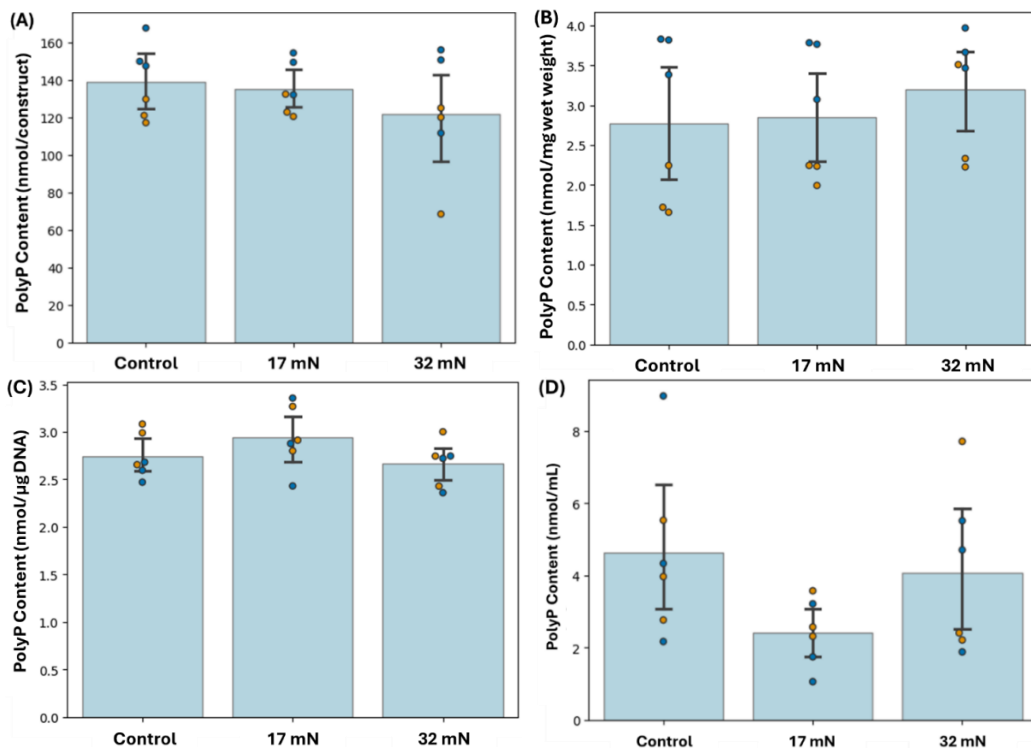 (A)
PolyP Content (nmol/construct)
160
140
120
100
80
60
40
20
0
Control 17 mN 32 mN
(B)
PolyP Content (nmol/mg wet weight)
4.0
3.5
3.0
2.5
2.0
1.5
1.0
0.5
0.0
Control 17 mN 32 mN
(C)
PolyP Content (nmol/µg DNA)
3.5
3.0
2.5
2.0
1.5
1.0
0.5
0.0
Control 17 mN 32 mN
(D)
PolyP Content (nmol/mL)
8
6
4
2
0
Control 17 mN 32 mN